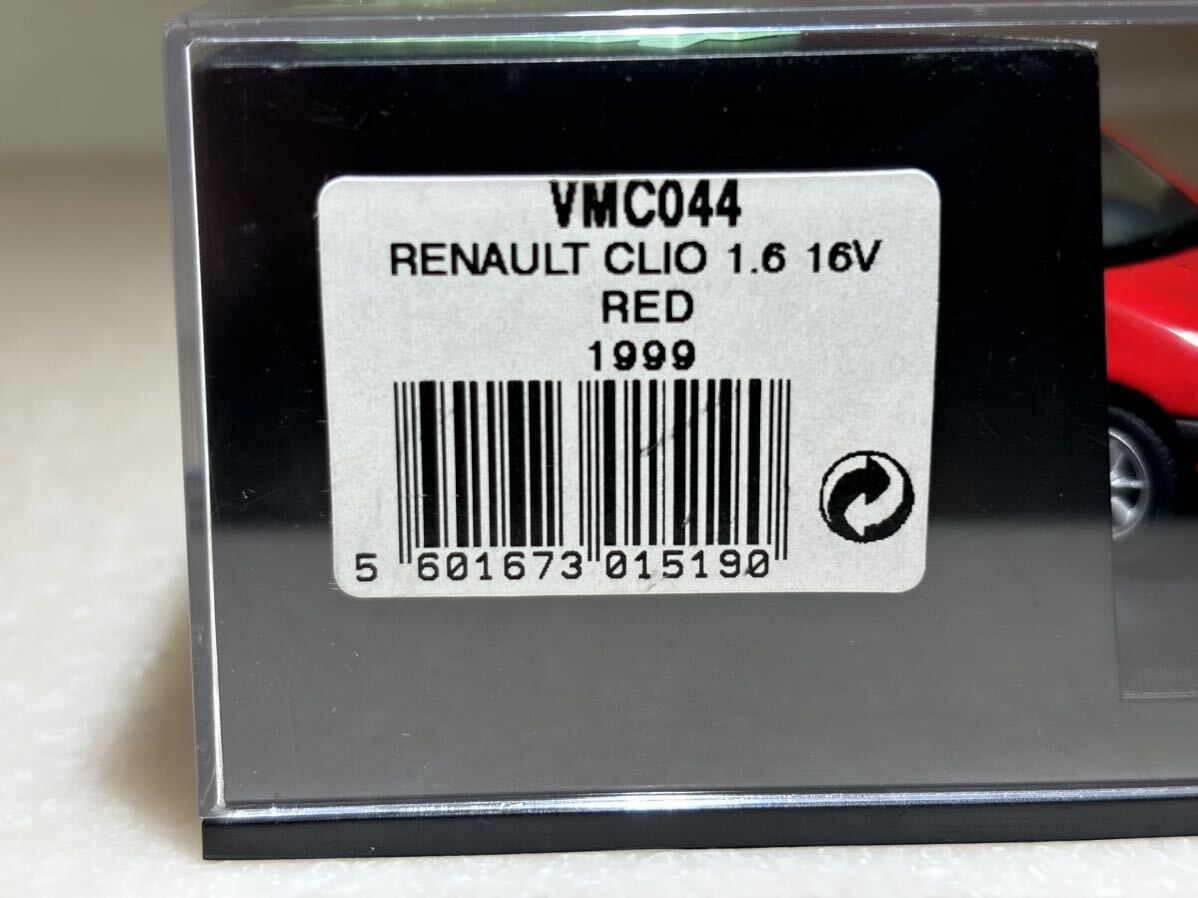 VMC044
RENAULT CLIO 1.6 16V
RED
1999
5 601673 015190